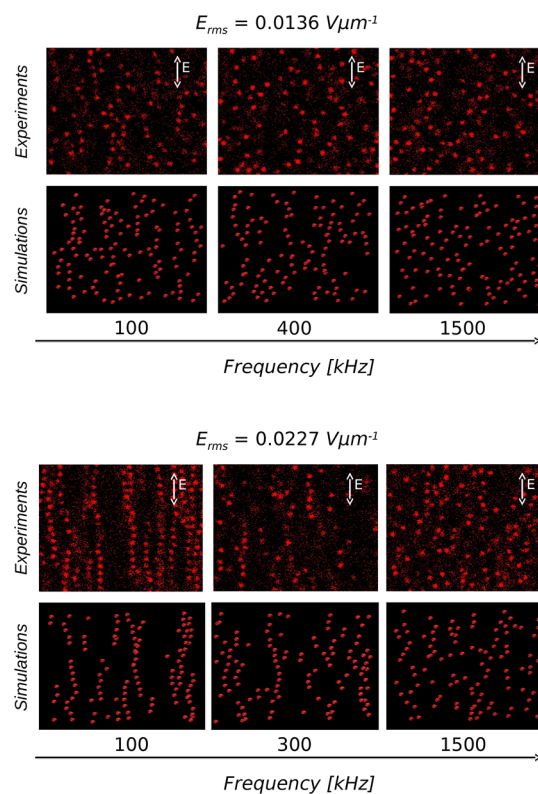 E_rms = 0.0136 Vμm⁻¹
Experiments
E
E
E
Simulations
100 400 1500
Frequency [kHz]
E_rms = 0.0227 Vμm⁻¹
Experiments
E
E
E
Simulations
100 300 1500
Frequency [kHz]